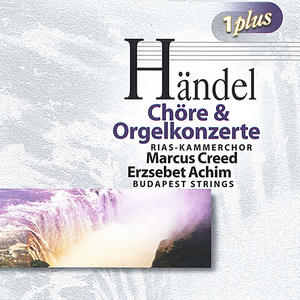 1plus
Händel
Chöre &
Orgelkonzerte
RIAS-KAMMERCHOR
Marcus Creed
Erzsebet Achim
BUDAPEST STRINGS